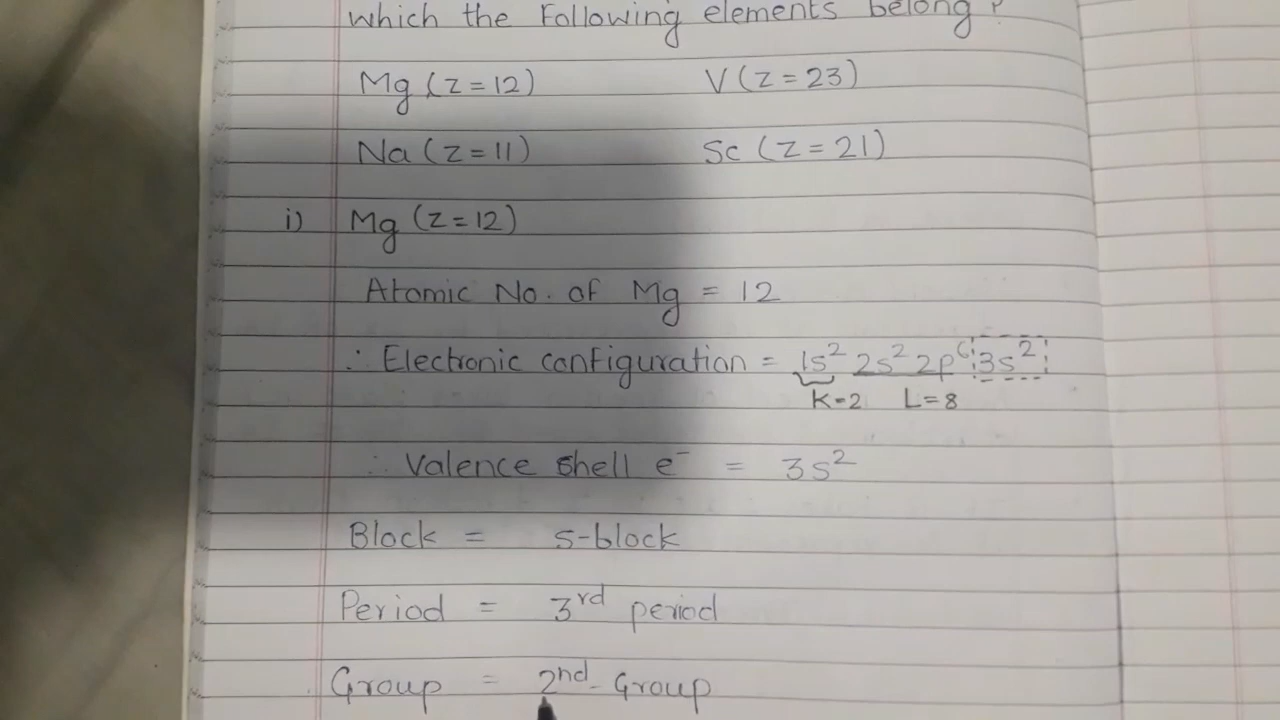 which the following elements belong?
Mg (Z=12) V (Z=23)
Na (Z=11) Sc (Z=21)
i) Mg (Z=12)
Atomic No. of Mg = 12
∴ Electronic configuration = 1s² 2s² 2p⁶ 3s²
K=2 L=8
∴ Valence shell e⁻ = 3s²
Block = s-block
Period = 3rd period
Group = 2nd Group